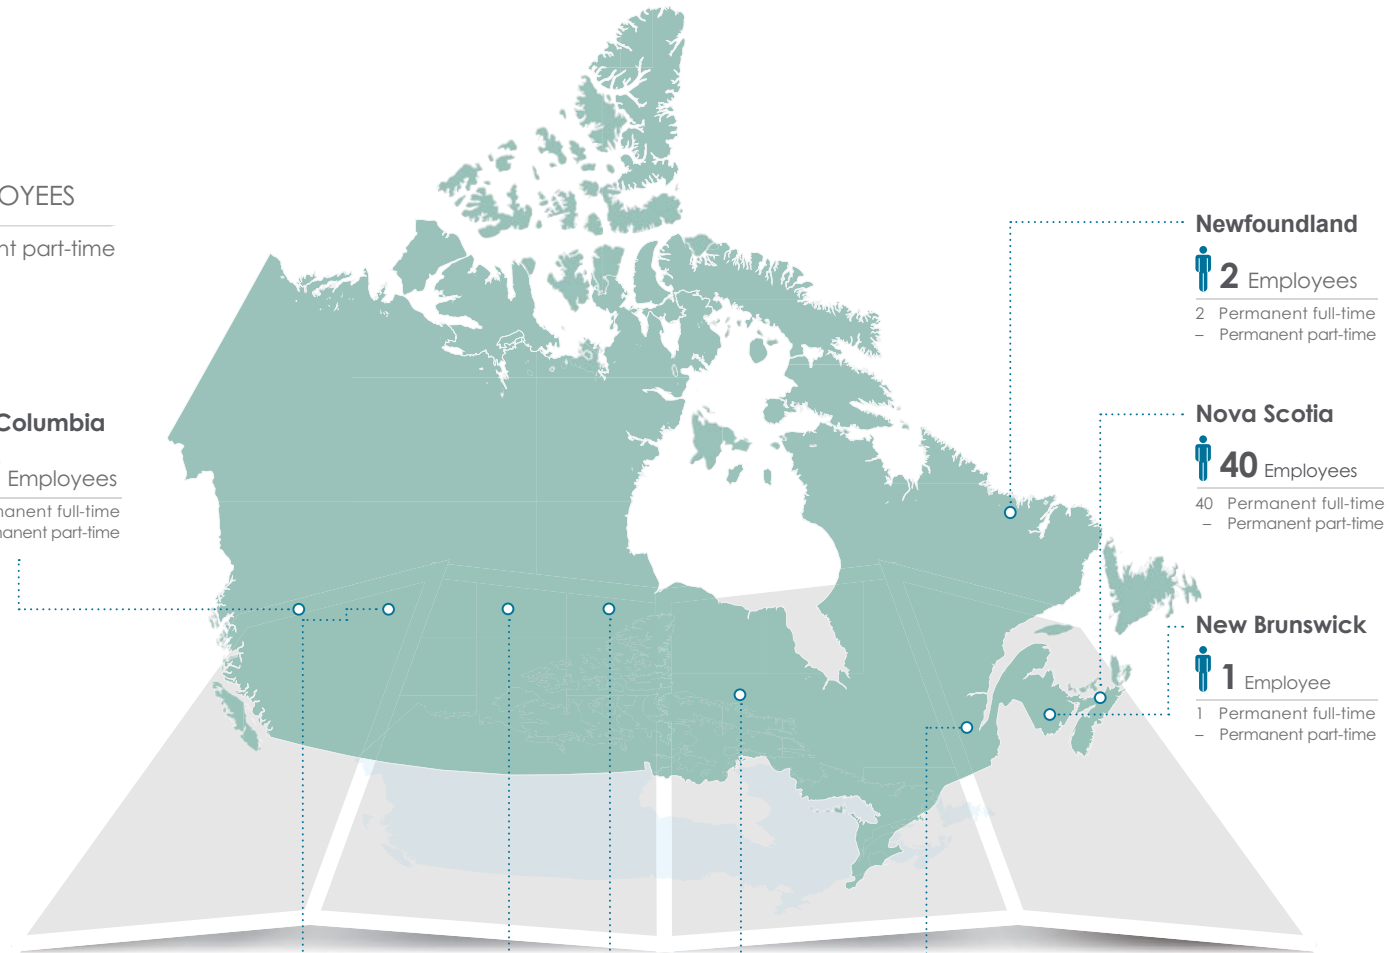 OYEES
nt part-time
Columbia
Employees
manent full-time
manent part-time
Newfoundland
2 Employees
2 Permanent full-time
– Permanent part-time
Nova Scotia
40 Employees
40 Permanent full-time
– Permanent part-time
New Brunswick
1 Employee
1 Permanent full-time
– Permanent part-time